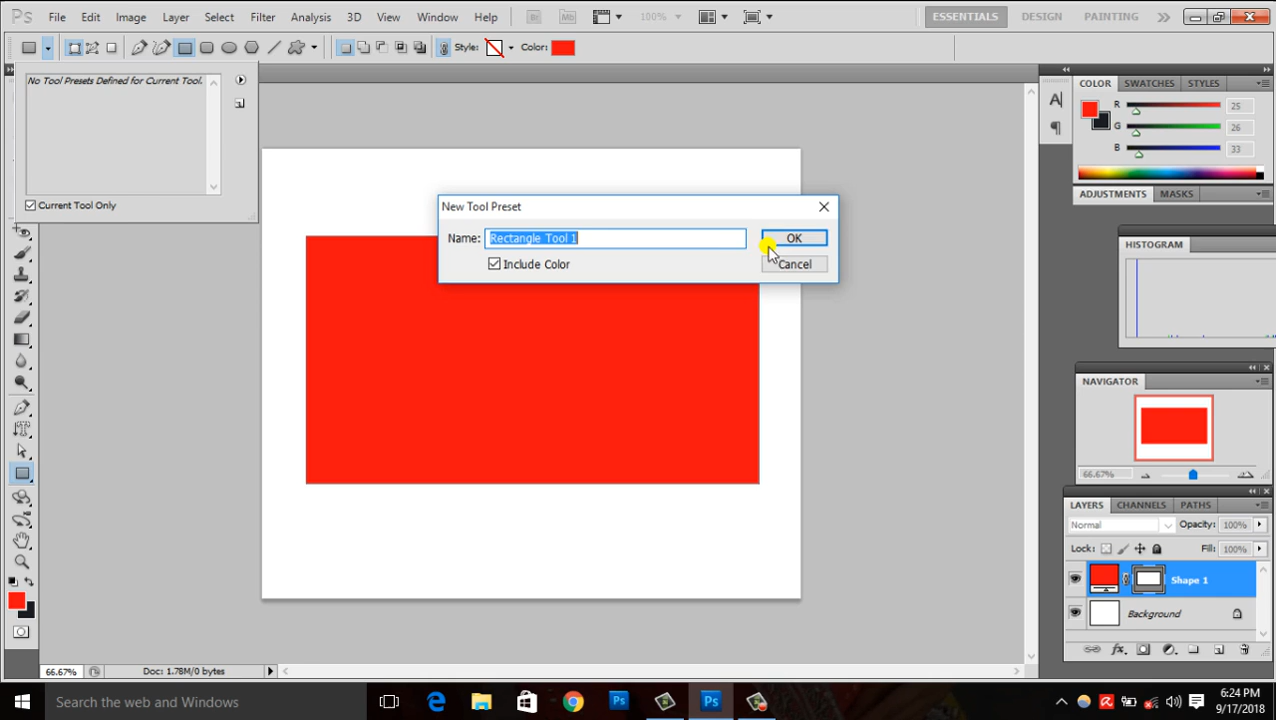 Ps File Edit Image Layer Select Filter Analysis 3D View Window Help Br Mb 100% ESSENTIALS DESIGN PAINTING
Style: Color:
No Tool Presets Defined for Current Tool.
Current Tool Only
New Tool Preset
Name: Rectangle Tool 1 OK
Include Color Cancel
COLOR SWATCHES STYLES
R 25
G 26
B 33
ADJUSTMENTS MASKS
HISTOGRAM
NAVIGATOR
66.67%
LAYERS CHANNELS PATHS
Normal Opacity: 100%
Lock: Fill: 100%
Shape 1
Background
fx
66.67% Doc: 1.78M/0 bytes
Search the web and Windows
6:24 PM
9/17/2018